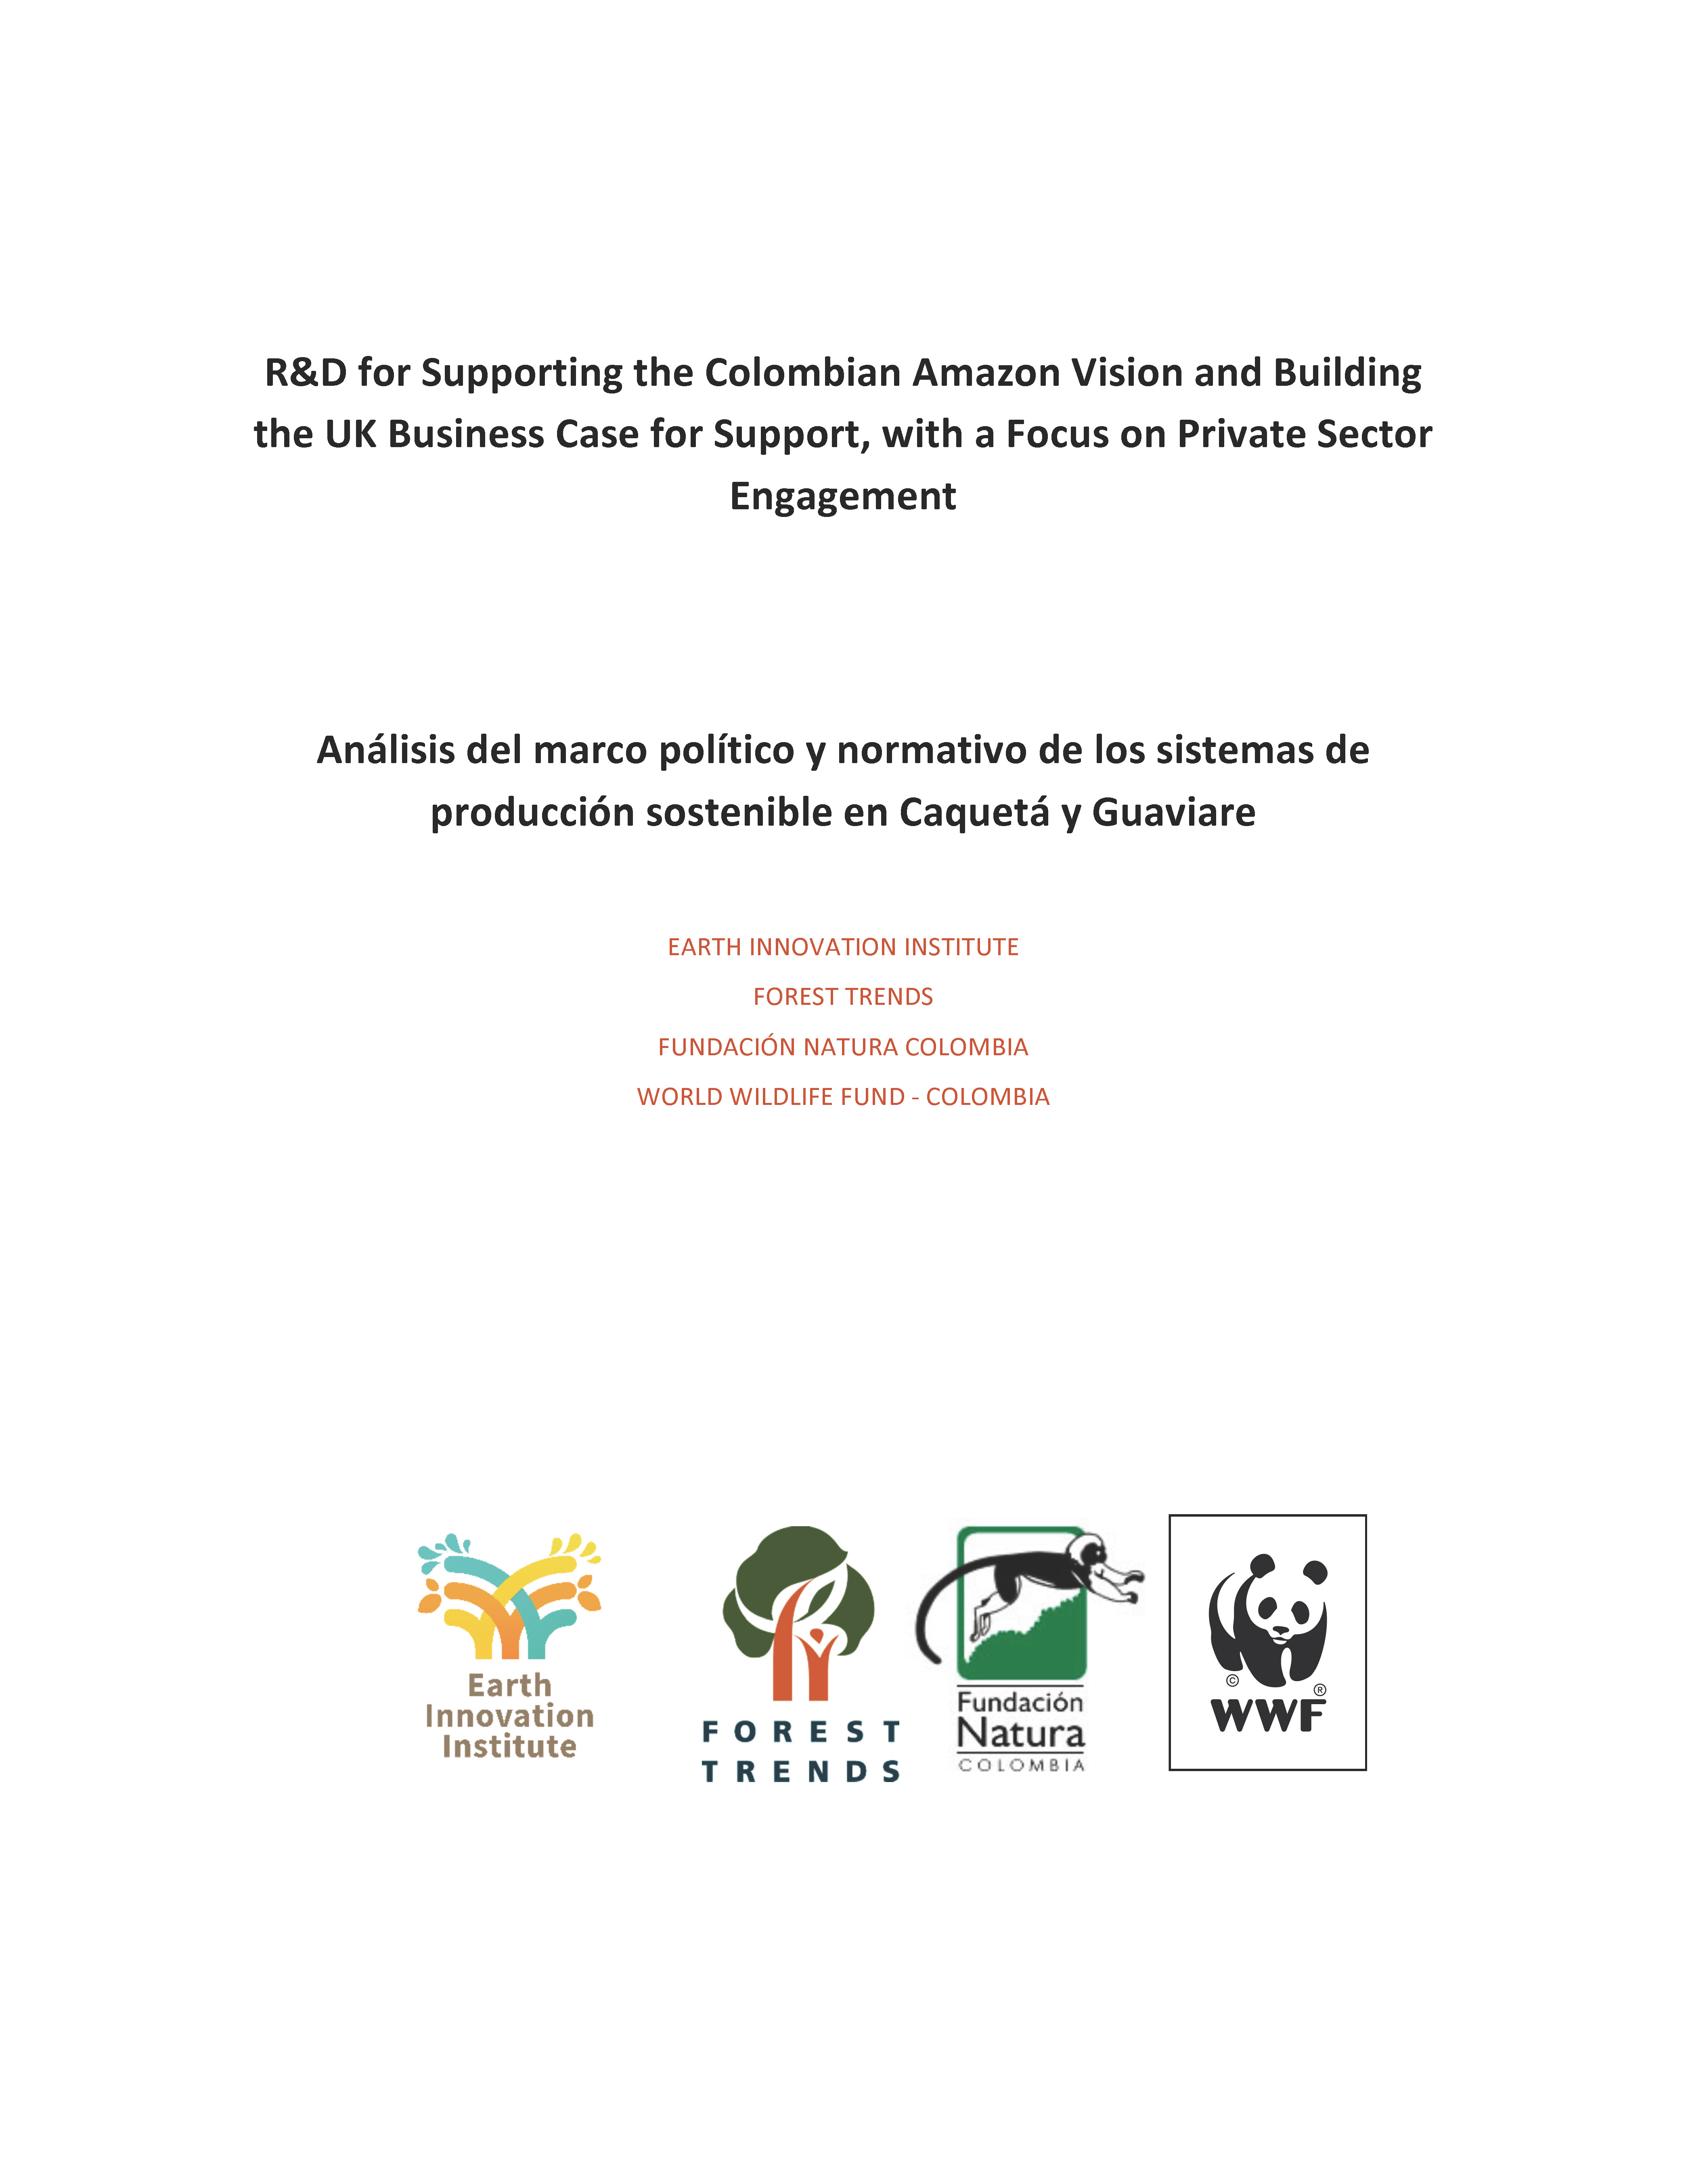 R&D for Supporting the Colombian Amazon Vision and Building
the UK Business Case for Support, with a Focus on Private Sector
Engagement
Análisis del marco político y normativo de los sistemas de
producción sostenible en Caquetá y Guaviare
EARTH INNOVATION INSTITUTE
FOREST TRENDS
FUNDACIÓN NATURA COLOMBIA
WORLD WILDLIFE FUND - COLOMBIA
Earth
Innovation
Institute
FOREST
TRENDS
Fundación
Natura
COLOMBIA
©
®
WWF